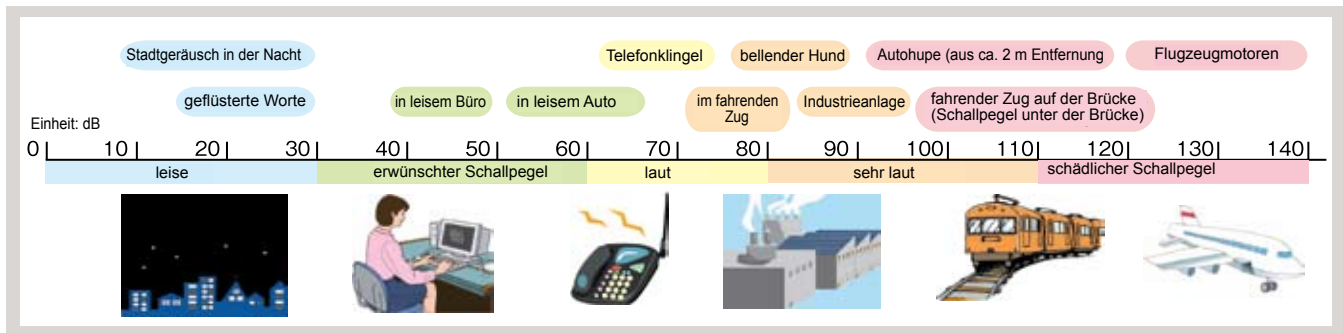 Stadtgeräusch in der Nacht
Telefonklingel
bellender Hund
Autohupe (aus ca. 2 m Entfernung
Flugzeugmotoren
geflüsterte Worte
in leisem Büro
in leisem Auto
im fahrenden
Zug
Industrieanlage
fahrender Zug auf der Brücke
(Schallpegel unter der Brücke)
Einheit: dB
0 10 20 30 40 50 60 70 80 90 100 110 120 130 140
leise
erwünschter Schallpegel
laut
sehr laut
schädlicher Schallpegel